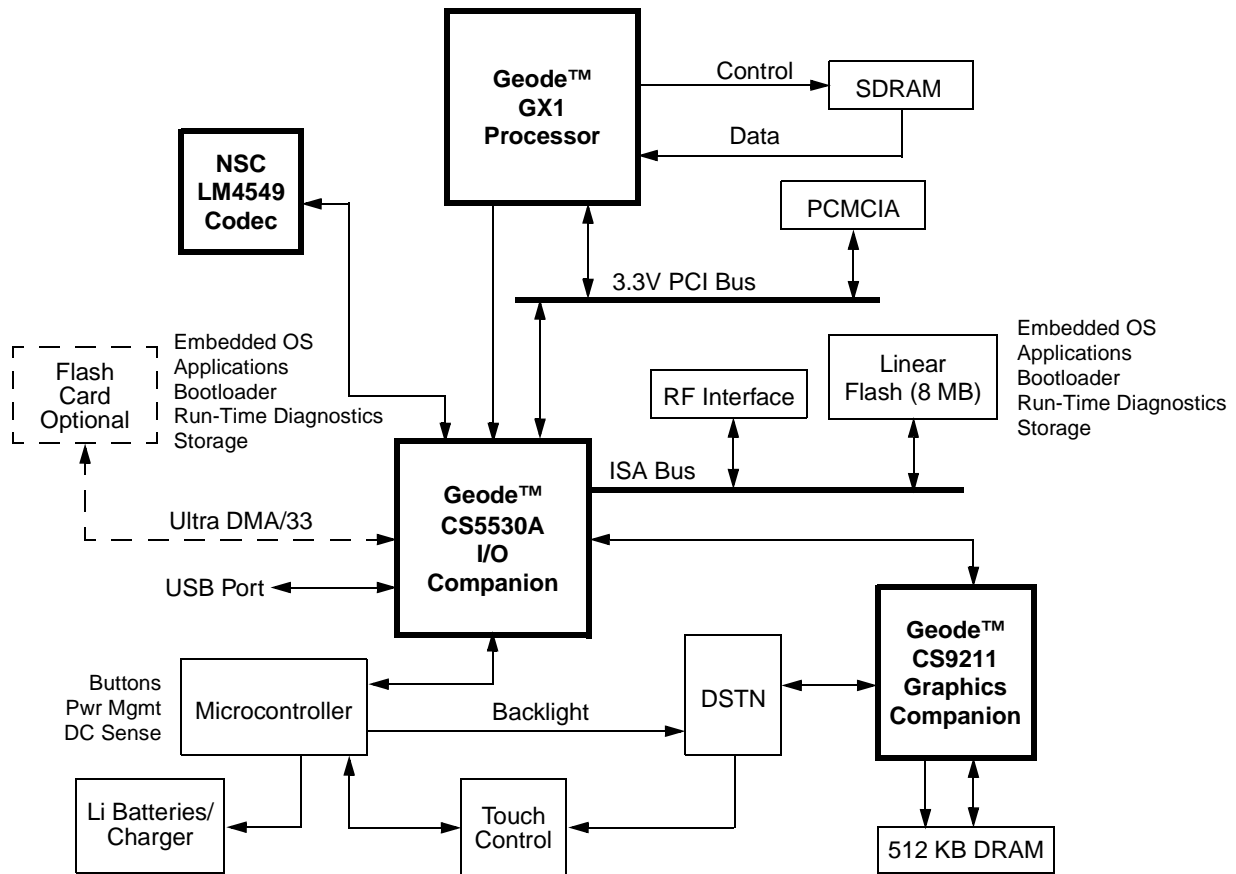 Geode™
GX1
Processor
Control
SDRAM
Data
NSC
LM4549
Codec
PCMCIA
3.3V PCI Bus
Flash
Card
Optional
Embedded OS
Applications
Bootloader
Run-Time Diagnostics
Storage
RF Interface
Linear
Flash (8 MB)
Embedded OS
Applications
Bootloader
Run-Time Diagnostics
Storage
ISA Bus
Geode™
CS5530A
I/O
Companion
Ultra DMA/33
USB Port
Geode™
CS9211
Graphics
Companion
Buttons
Pwr Mgmt
DC Sense
Microcontroller
Backlight
DSTN
Li Batteries/
Charger
Touch
Control
512 KB DRAM